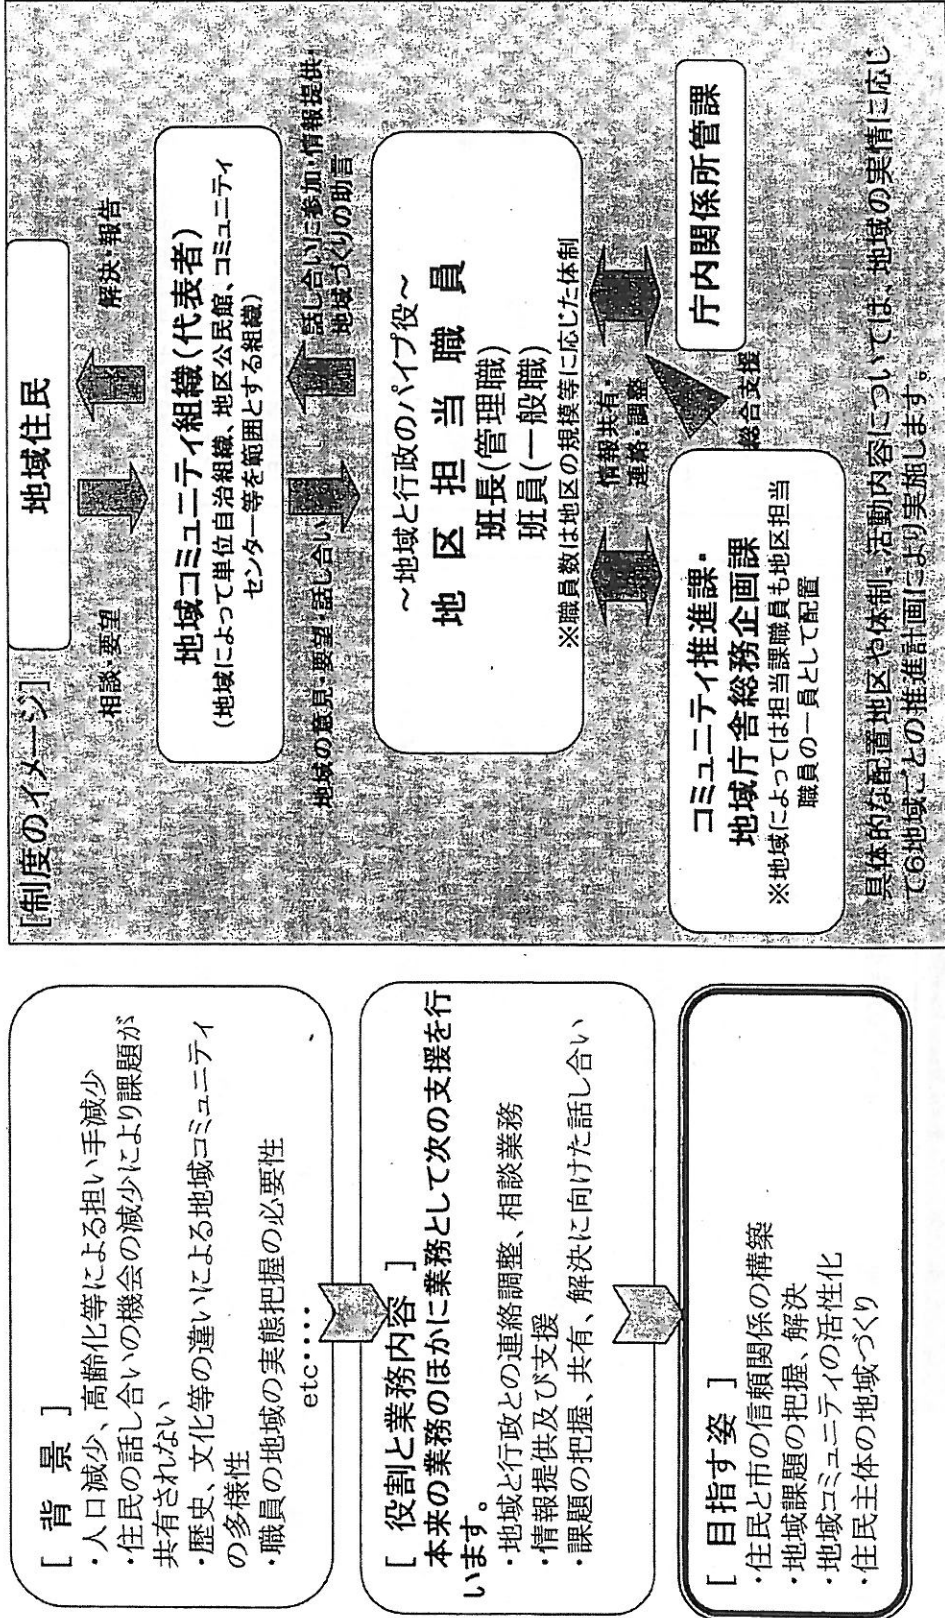 [ 背 景 ]
・人口減少、高齢化等による担い手減少
・住民の話し合いの機会の減少により課題が
共有されない
・歴史、文化等の違いによる地域コミュニティ
の多様性
・職員の地域の実態把握の必要性
etc・・・・
[ 役割と業務内容 ]
本来の業務のほかに業務として次の支援を行
います。
・地域と行政との連絡調整、相談業務
・情報提供及び支援
・課題の把握、共有、解決に向けた話し合い
[ 目指す姿 ]
・住民と市の信頼関係の構築
・地域課題の把握、解決
・地域コミュニティの活性化
・住民主体の地域づくり
[制度のイメージ]
地域住民
相談・要望
解決・報告
地域コミュニティ組織(代表者)
(地域によって単位自治組織、地区公民館、コミュニティ
センター等を範囲とする組織)
地域の意見・要望・話し合い
話し合いに参加・情報提供・
地域づくりの助言
~地域と行政のパイプ役~
地 区 担 当 職 員
班長(管理職)
班員(一般職)
※職員数は地区の規模等に応じた体制
情報共有・
連絡・調整
コミュニティ推進課・
地域庁舎総務企画課
※地域によっては担当課職員も地区担当
職員の一員として配置
総合支援
庁内関係所管課
具体的な配置地区や体制、活動内容については、地域の実情に応じ
て6地域ごとの推進計画により実施します。